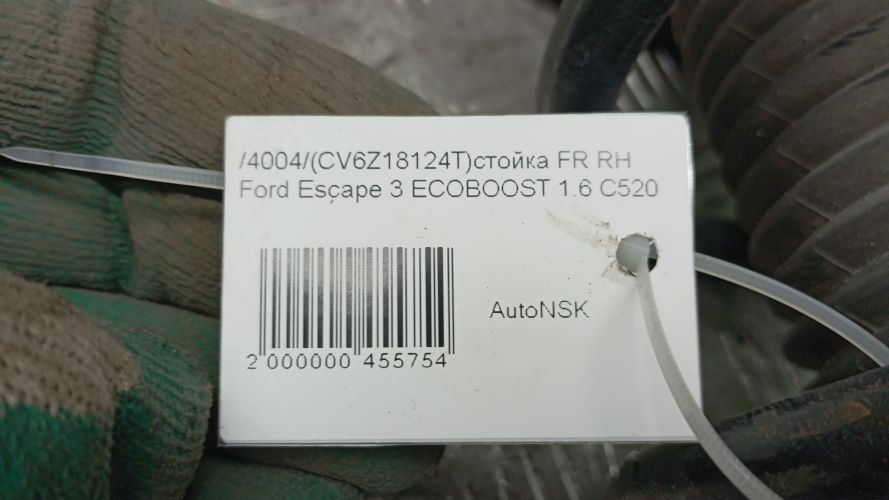 /4004/(CV6Z18124T)стойка FR RH
Ford Escape 3 ECOBOOST 1.6 C520
AutoNSK
2 000000 455754